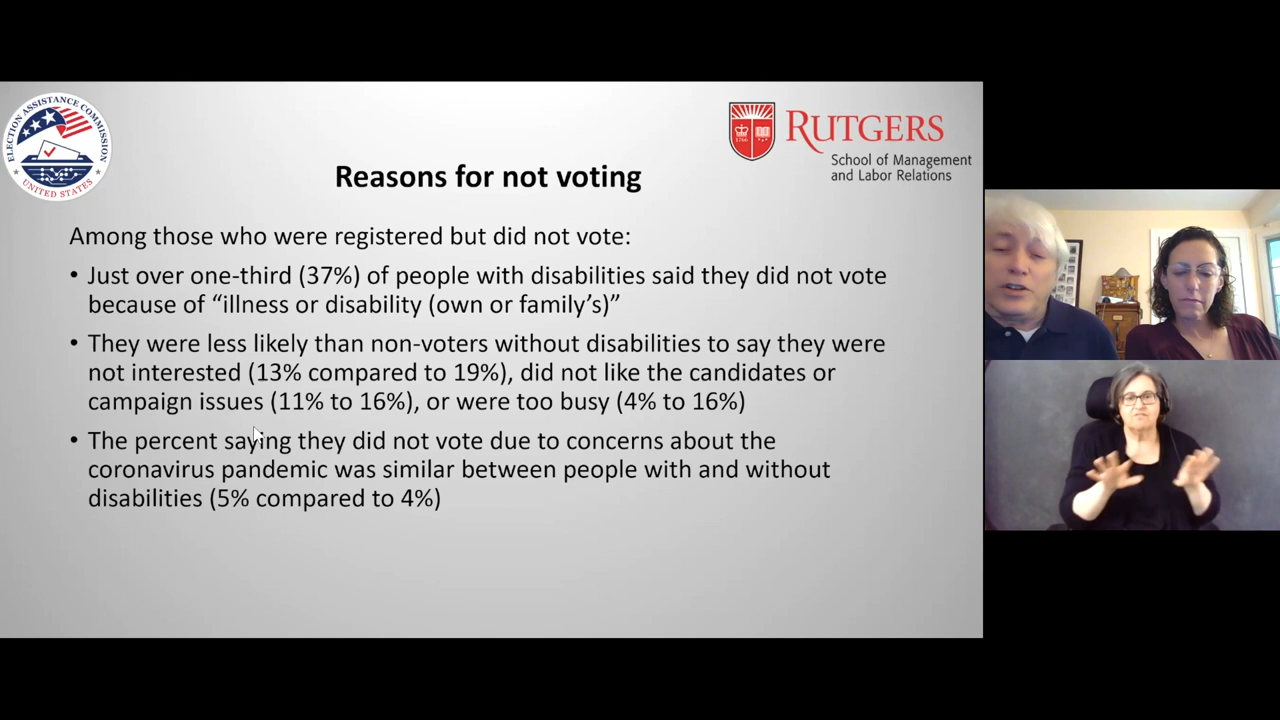 ELECTION ASSISTANCE COMMISSION
UNITED STATES
1766
RUTGERS
School of Management
and Labor Relations
Reasons for not voting
Among those who were registered but did not vote:
• Just over one-third (37%) of people with disabilities said they did not vote
because of “illness or disability (own or family’s)”
• They were less likely than non-voters without disabilities to say they were
not interested (13% compared to 19%), did not like the candidates or
campaign issues (11% to 16%), or were too busy (4% to 16%)
• The percent saying they did not vote due to concerns about the
coronavirus pandemic was similar between people with and without
disabilities (5% compared to 4%)